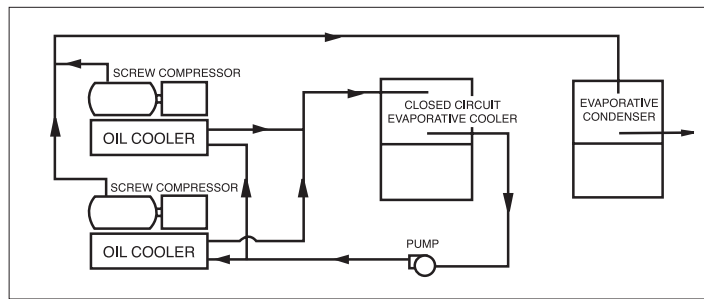 SCREW COMPRESSOR
OIL COOLER
SCREW COMPRESSOR
OIL COOLER
CLOSED CIRCUIT
EVAPORATIVE COOLER
PUMP
EVAPORATIVE
CONDENSER